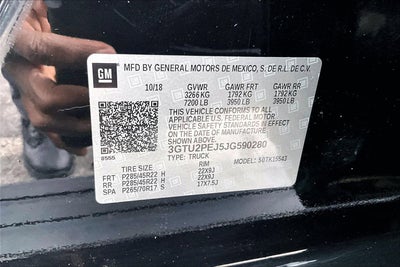 GM
MFD BY GENERAL MOTORS DE MEXICO, S. DE R.L. DE C.V.
10/18 GVWR GAWR FRT GAWR RR
3266 KG 1792 KG 1792 KG
7200 LB 3950 LB 3950 LB
THIS VEHICLE CONFORMS TO ALL
APPLICABLE U.S. FEDERAL MOTOR
VEHICLE SAFETY STANDARDS IN EFFECT
ON THE DATE OF MANUFACTURE
SHOWN ABOVE.
3GTU2PEJ5JG590280
TYPE: TRUCK MODEL: S0TK15543
TIRE SIZE RIM
FRT P285/45R22 H 22X9J
RR P285/45R22 H 22X9J
SPA P265/70R17 S 17X7.5J